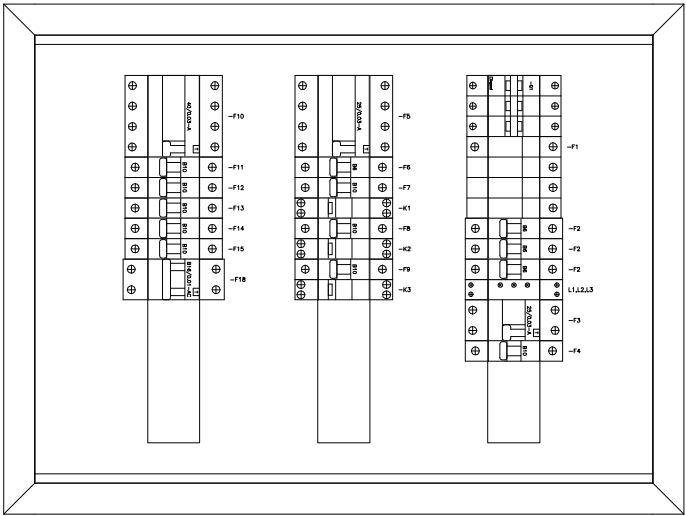 40/0.03-A
T
-F10
B10
-F11
B10
-F12
B10
-F13
B10
-F14
B10
-F15
B16/0.01-AC
T
-F18
25/0.03-A
T
-F5
B6
-F6
B10
-F7
-K1
B10
-F8
-K2
B10
-F9
-K3
-F1
B6
-F2
B6
-F2
B6
-F2
L1,L2,L3
25/0.03-A
T
-F3
B10
-F4